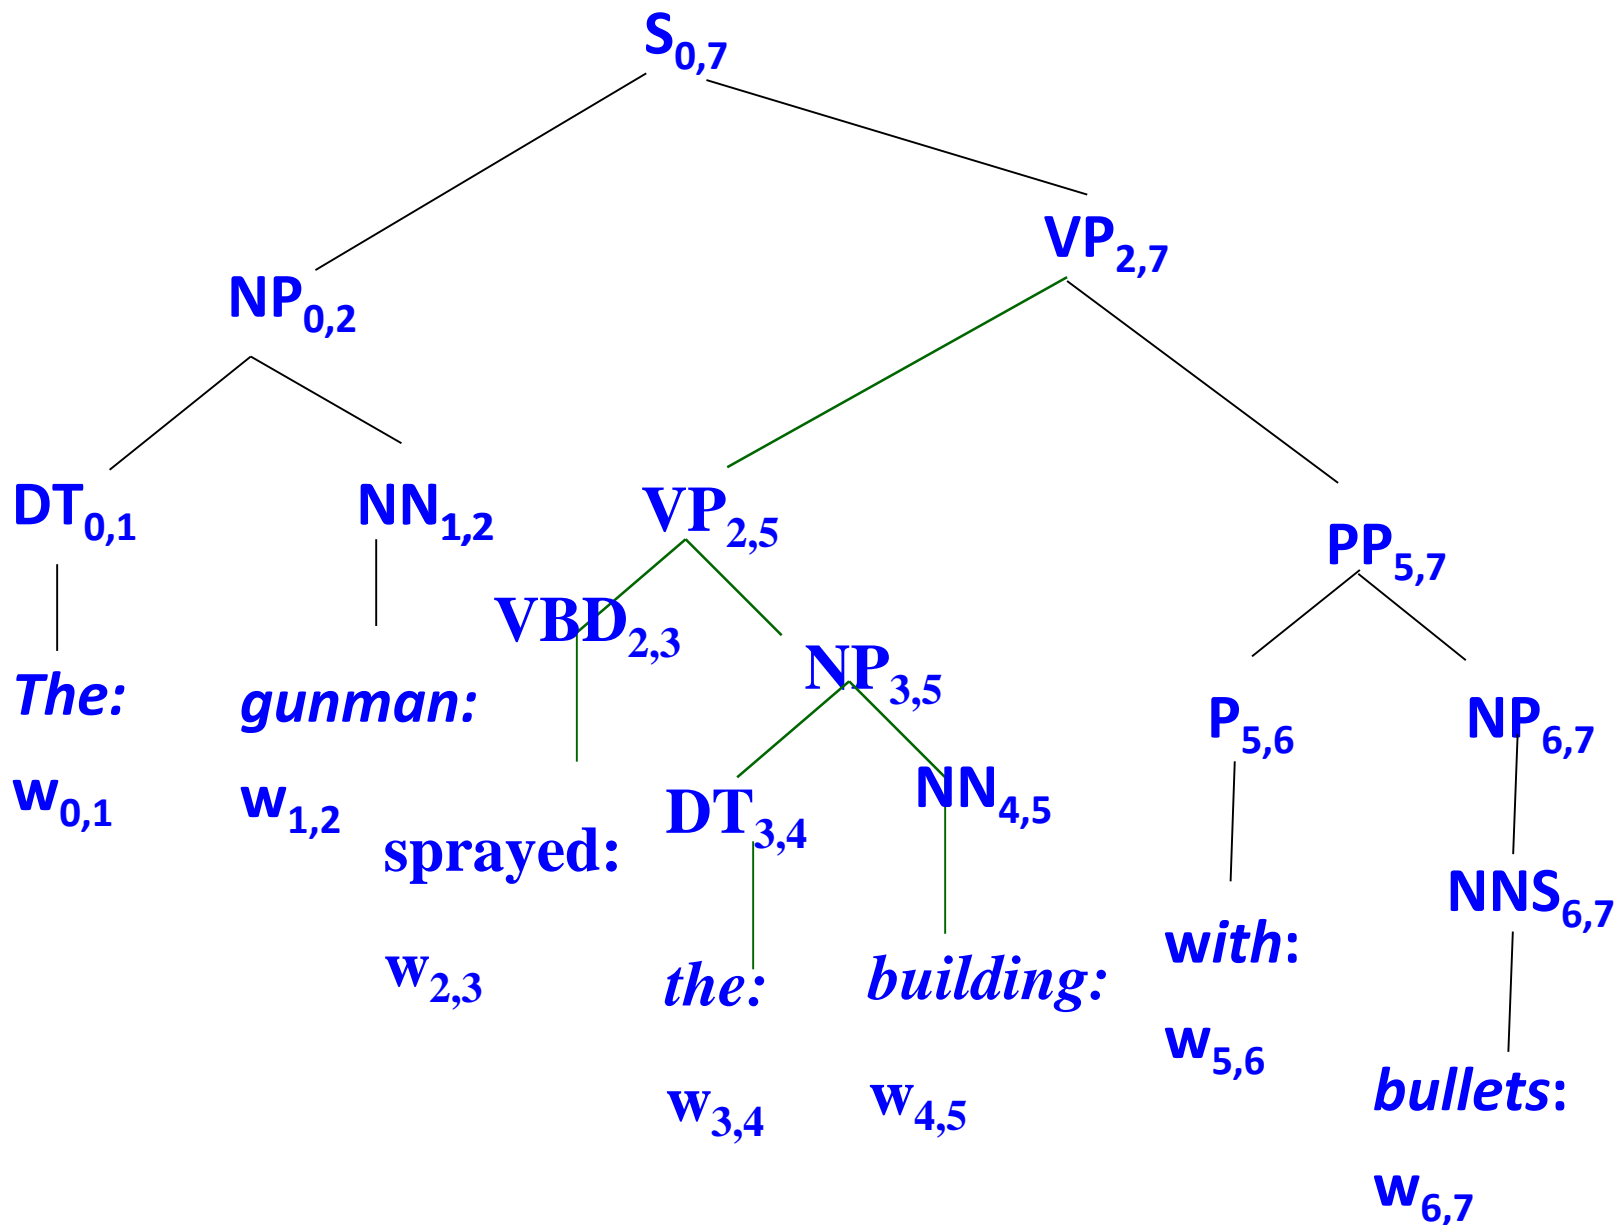 S0,7
VP2,7
NP0,2
DT0,1
NN1,2
VP2,5
PP5,7
VBD2,3
NP3,5
The:
gunman:
P5,6
NP6,7
w0,1
w1,2
DT3,4
NN4,5
sprayed:
NNS6,7
w2,3
the:
building:
with:
w5,6
w3,4
w4,5
bullets:
w6,7